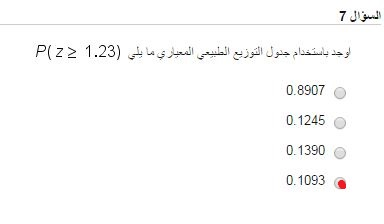 السؤال 7
اوجد باستخدام جدول التوزيع الطبيعي المعياري ما يلي P( z ≥ 1.23)
0.8907
0.1245
0.1390
0.1093